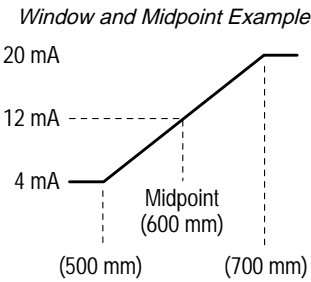 Window and Midpoint Example
20 mA
12 mA
4 mA
Midpoint
(600 mm)
(500 mm)
(700 mm)